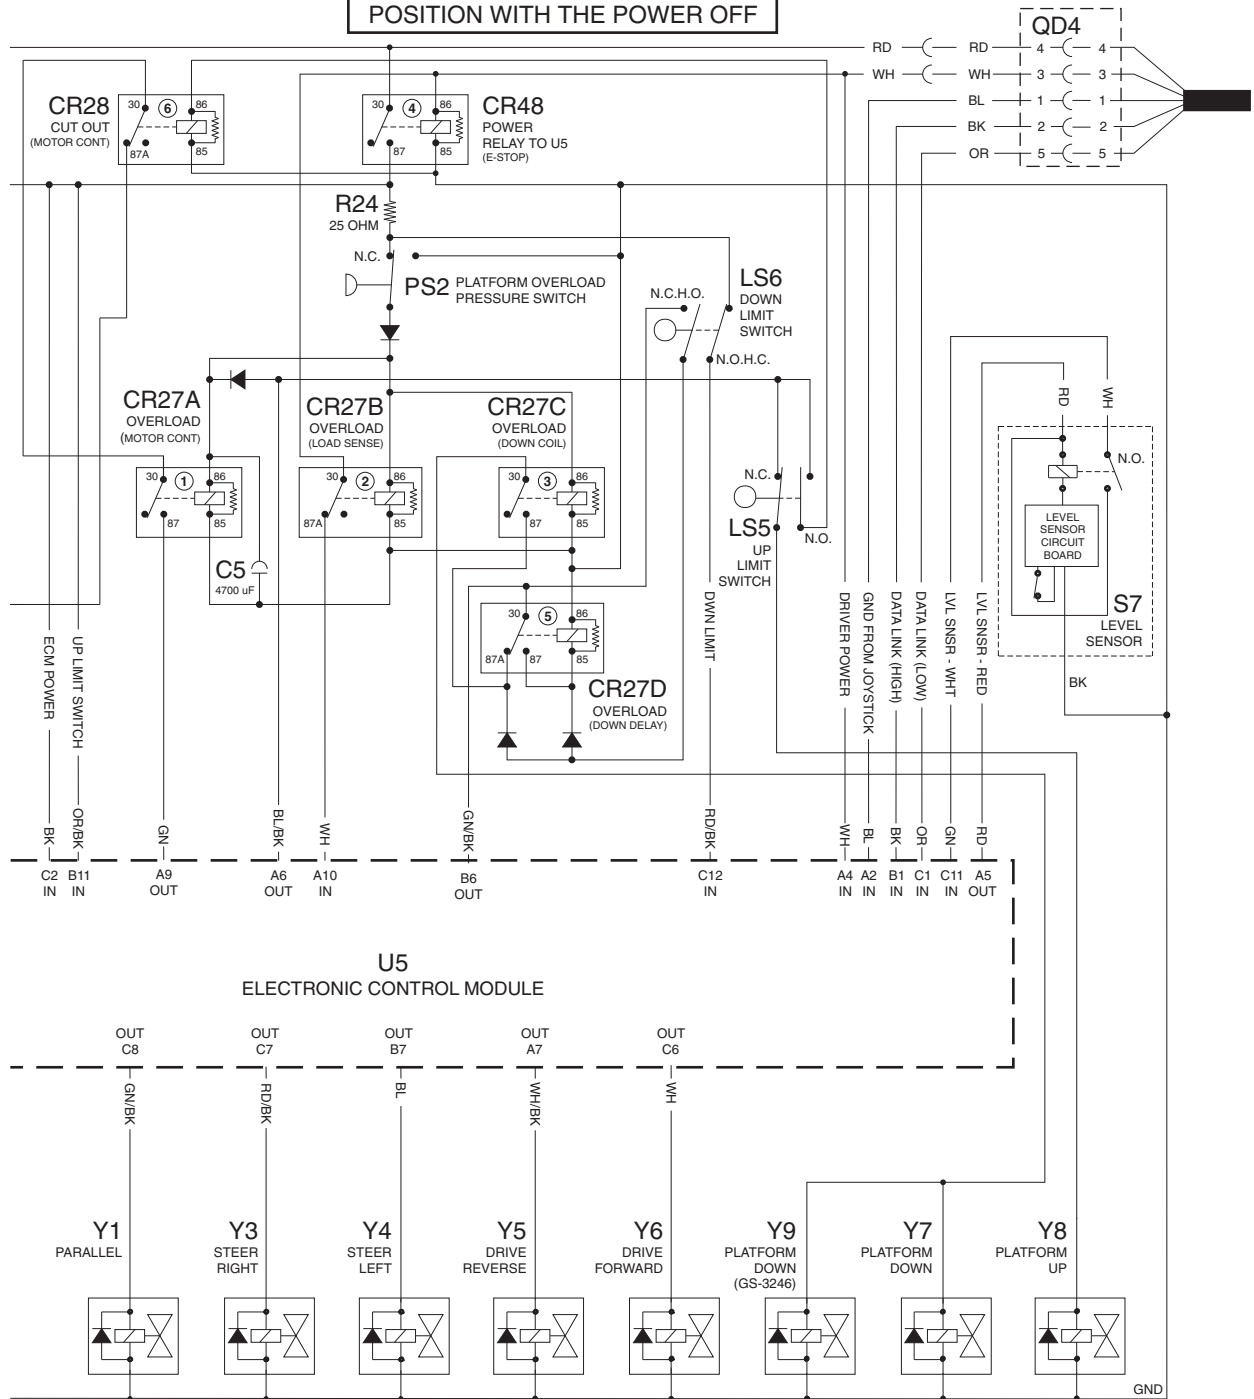 POSITION WITH THE POWER OFF
QD4
RD
RD
4
4
WH
WH
3
3
BL
1
1
BK
2
2
OR
5
5
CR28
CUT OUT
(MOTOR CONT)
30
6
86
87A
85
30
4
86
87
85
CR48
POWER
RELAY TO U5
(E-STOP)
R24
25 OHM
N.C.
PS2
PLATFORM OVERLOAD
PRESSURE SWITCH
N.C.H.O.
LS6
DOWN
LIMIT
SWITCH
N.O.H.C.
CR27A
OVERLOAD
(MOTOR CONT)
CR27B
OVERLOAD
(LOAD SENSE)
CR27C
OVERLOAD
(DOWN COIL)
30
1
86
87
85
30
2
86
87A
85
30
3
86
87
85
N.C.
LS5
UP
LIMIT
SWITCH
N.O.
RD
WH
N.O.
LEVEL
SENSOR
CIRCUIT
BOARD
S7
LEVEL
SENSOR
BK
C5
4700 uF
30
5
86
87A
87
85
CR27D
OVERLOAD
(DOWN DELAY)
ECM POWER
UP LIMIT SWITCH
DWN LIMIT
DRIVER POWER
GND FROM JOYSTICK
DATA LINK (HIGH)
DATA LINK (LOW)
LVL SNSR - WHT
LVL SNSR - RED
BK
OR/BK
GN
BL/BK
WH
GN/BK
RD/BK
WH
BL
BK
OR
GN
RD
C2
IN
B11
IN
A9
OUT
A6
OUT
A10
IN
B6
OUT
C12
IN
A4
IN
A2
IN
B1
IN
C1
IN
C11
IN
A5
OUT
U5
ELECTRONIC CONTROL MODULE
OUT
C8
OUT
C7
OUT
B7
OUT
A7
OUT
C6
GN/BK
RD/BK
BL
WH/BK
WH
Y1
PARALLEL
Y3
STEER
RIGHT
Y4
STEER
LEFT
Y5
DRIVE
REVERSE
Y6
DRIVE
FORWARD
Y9
PLATFORM
DOWN
(GS-3246)
Y7
PLATFORM
DOWN
Y8
PLATFORM
UP
GND